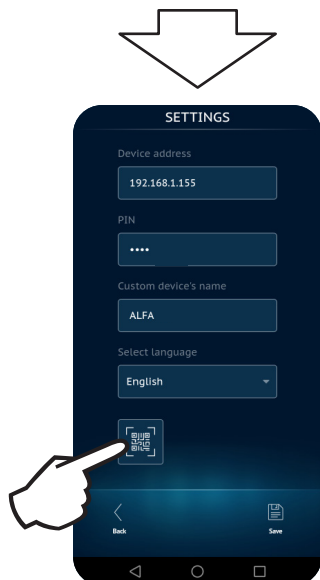 SETTINGS
Device address
192.168.1.155
PIN
••••
Custom device's name
ALFA
Select language
English
Back
Save